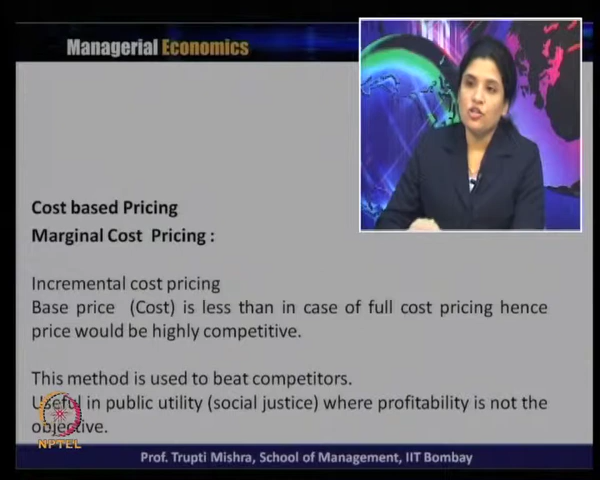 Managerial Economics
Cost based Pricing
Marginal Cost Pricing :
Incremental cost pricing
Base price (Cost) is less than in case of full cost pricing hence
price would be highly competitive.
This method is used to beat competitors.
Useful in public utility (social justice) where profitability is not the
objective.
NPTEL
Prof. Trupti Mishra, School of Management, IIT Bombay